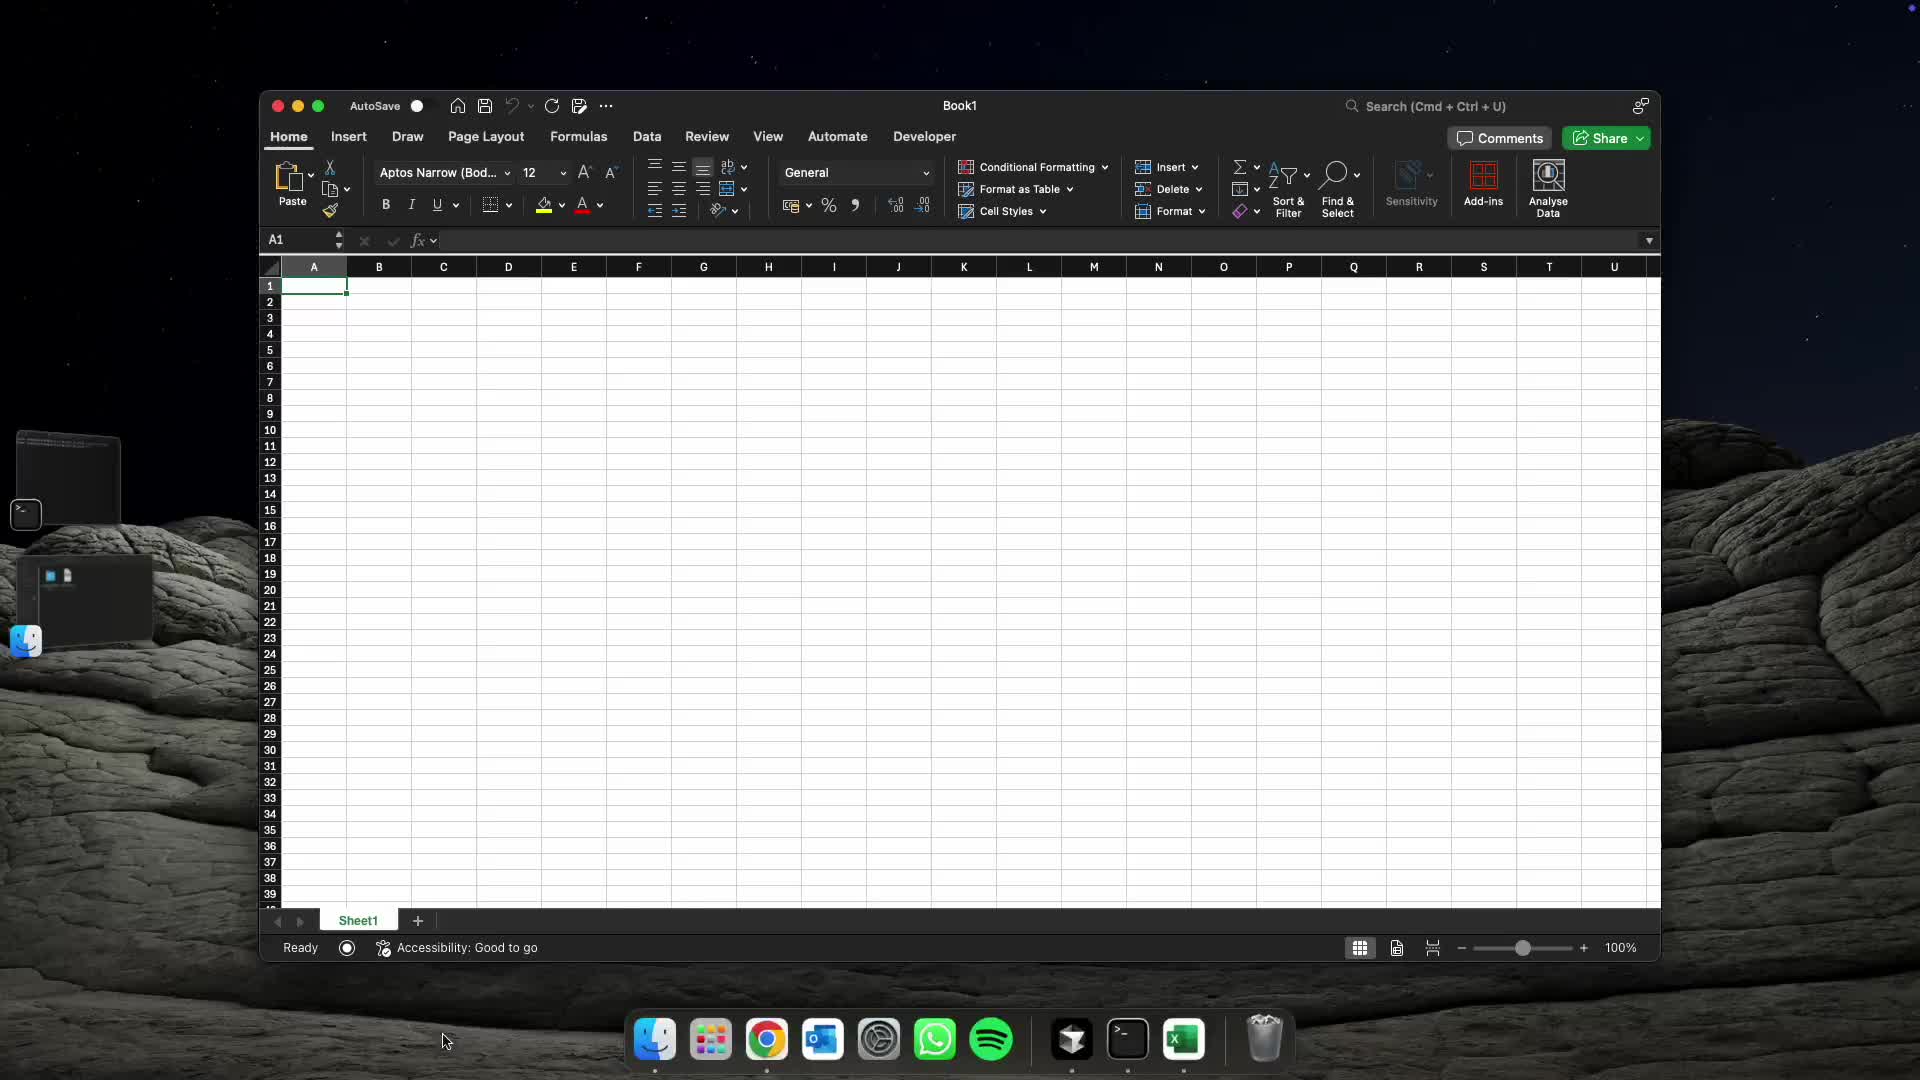 AutoSave
Book1
Search (Cmd + Ctrl + U)
Home Insert Draw Page Layout Formulas Data Review View Automate Developer
Comments Share
Paste
Aptos Narrow (Bod... 12
General
Conditional Formatting
Format as Table
Cell Styles
Insert
Delete
Format
Sort & Filter
Find & Select
Sensitivity
Add-ins
Analyse Data
A1
fx
A B C D E F G H I J K L M N O P Q R S T U
1
2
3
4
5
6
7
8
9
10
11
12
13
14
15
16
17
18
19
20
21
22
23
24
25
26
27
28
29
30
31
32
33
34
35
36
37
38
39
Sheet1
Ready
Accessibility: Good to go
100%